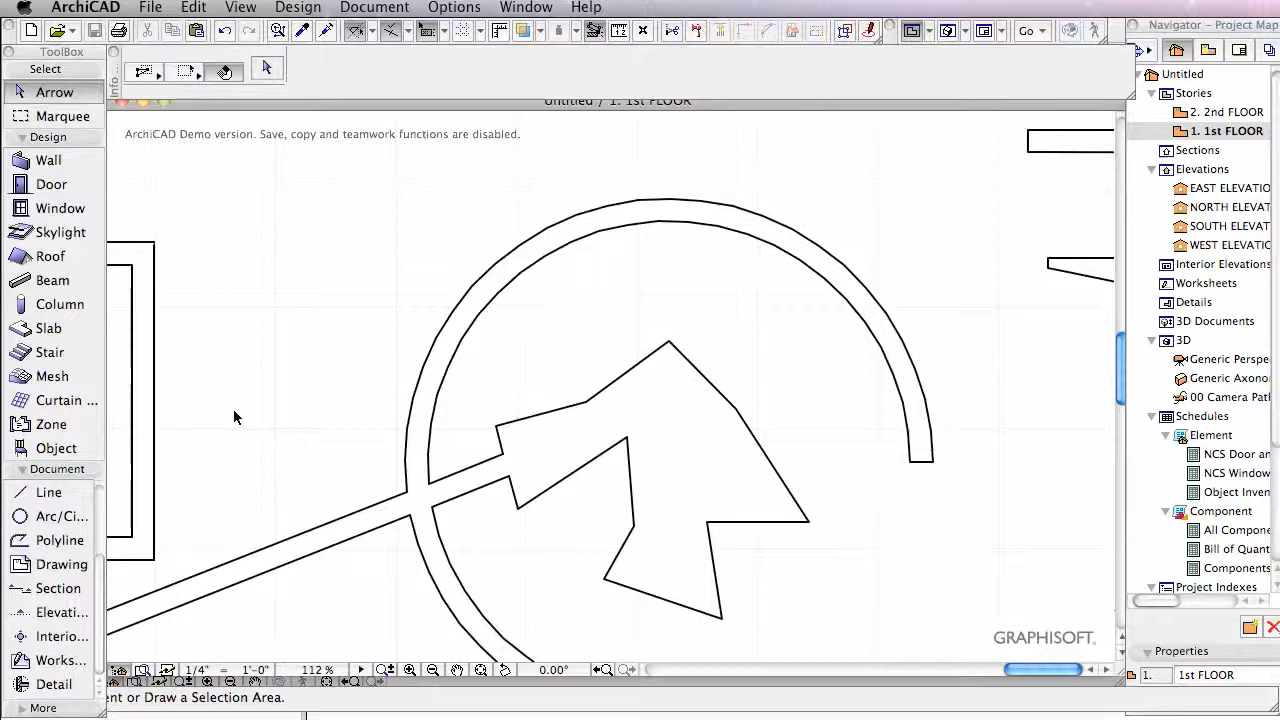 ArchiCAD File Edit View Design Document Options Window Help
Navigator - Project Map
ToolBox
Select
Arrow
Marquee
Design
Wall
Door
Window
Skylight
Roof
Beam
Column
Slab
Stair
Mesh
Curtain ...
Zone
Object
Document
Line
Arc/Ci...
Polyline
Drawing
Section
Elevati...
Interio...
Works...
Detail
More
Info...
Go
Untitled / 1. 1st FLOOR
ArchiCAD Demo version. Save, copy and teamwork functions are disabled.
GRAPHISOFT.
1/4" = 1'-0" 112 % 0.00°
nt or Draw a Selection Area.
Untitled
Stories
2. 2nd FLOOR
1. 1st FLOOR
Sections
Elevations
EAST ELEVATIO
NORTH ELEVAT
SOUTH ELEVAT
WEST ELEVATIO
Interior Elevations
Worksheets
Details
3D Documents
3D
Generic Perspe
Generic Axono
00 Camera Pat
Schedules
Element
NCS Door an
NCS Window
Object Inven
Component
All Compone
Bill of Quant
Components
Project Indexes
Properties
1. 1st FLOOR